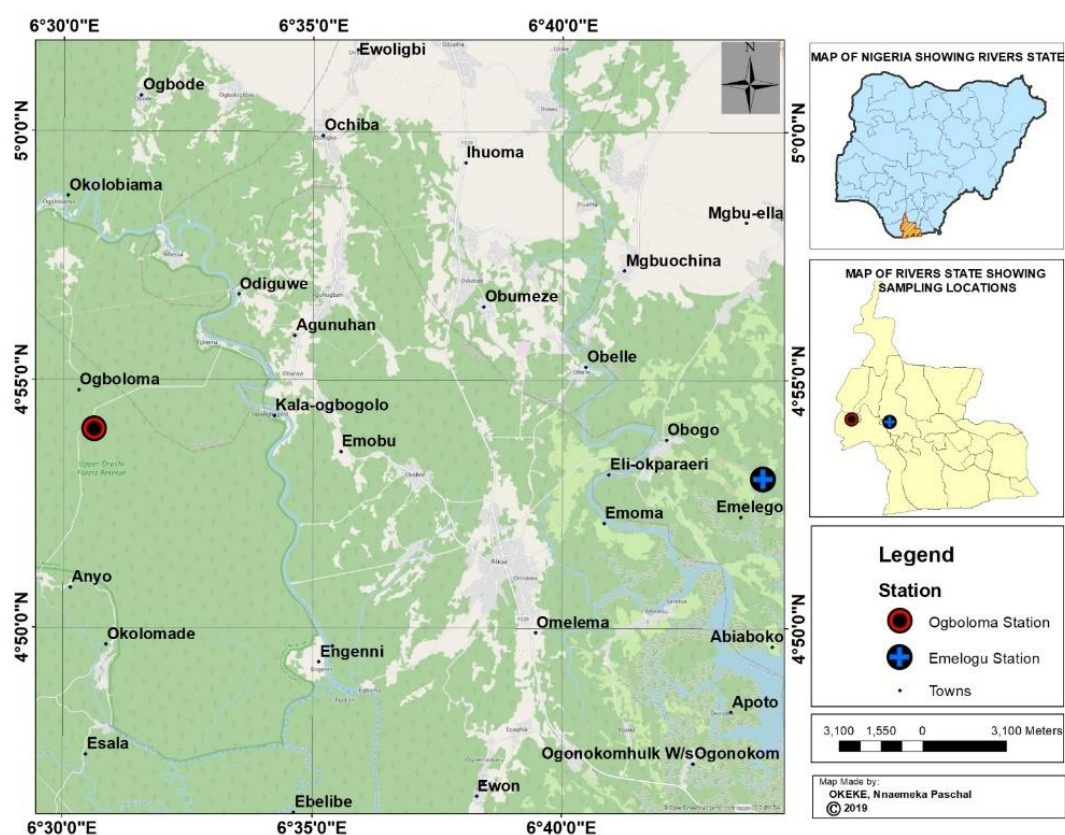 6°30'0"E
6°35'0"E
6°40'0"E
Ewoligbi
N
Ogbode
Ochiba
5°0'0"N
Ihuoma
Okolobiama
Mgbu-ella
Mgbuochina
Odiguwe
Obumeze
Agunuhan
Obelle
4°55'0"N
Ogboloma
Kala-ogbogolo
Obogo
Emobu
Eli-okparaeri
Upper Orashi
Forest Reserve
Emelego
Emoma
Anyo
4°50'0"N
Omelema
Okolomade
Abiaboko
Engenni
Apoto
Esala
Ogonokomhulk W/sOgonokom
Ewon
Ebelibe
6°30'0"E
6°35'0"E
6°40'0"E
5°0'0"N
4°55'0"N
4°50'0"N
MAP OF NIGERIA SHOWING RIVERS STATE
MAP OF RIVERS STATE SHOWING
SAMPLING LOCATIONS
Legend
Station
Ogboloma Station
Emelogu Station
Towns
3,100 1,550 0 3,100 Meters
Map Made by:
OKEKE, Nnaemeka Paschal
© 2019